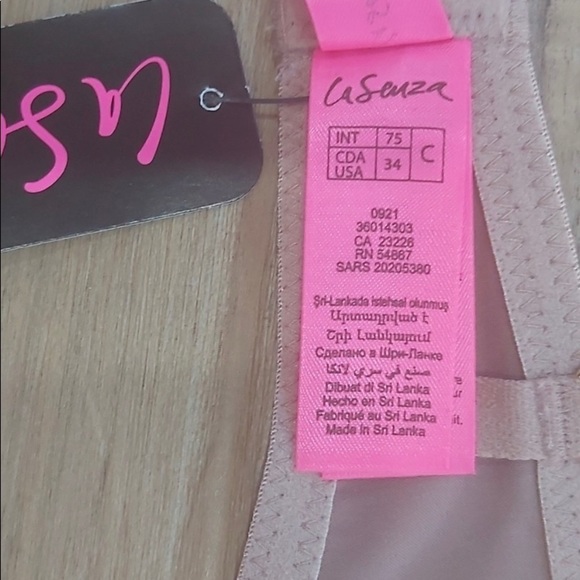 La Senza
INT 75 C
CDA USA 34
0921
36014303
CA 23226
RN 54867
SARS 20205380
Şri-Lankada istehsal olunmuş
Արտադրված է
Շրի Լանկայում
Сделано в Шри-Ланке
صنع في سري لانكا
Dibuat di Sri Lanka
Hecho en Sri Lanka
Fabriqué au Sri Lanka
Made in Sri Lanka